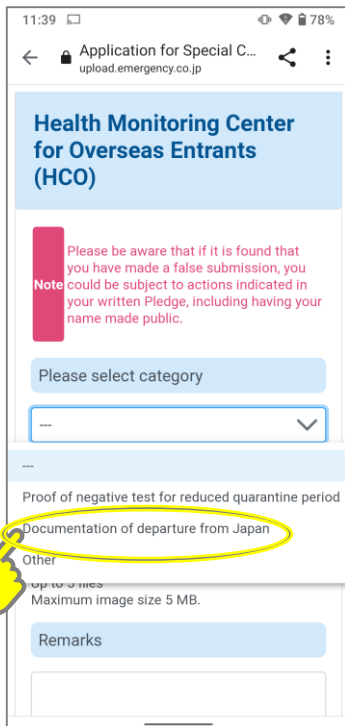 11:39
78%
Application for Special C...
upload.emergency.co.jp
Health Monitoring Center
for Overseas Entrants
(HCO)
Note
Please be aware that if it is found that
you have made a false submission, you
could be subject to actions indicated in
your written Pledge, including having your
name made public.
Please select category
---
---
Proof of negative test for reduced quarantine period
Documentation of departure from Japan
Other
Up to 5 files
Maximum image size 5 MB.
Remarks